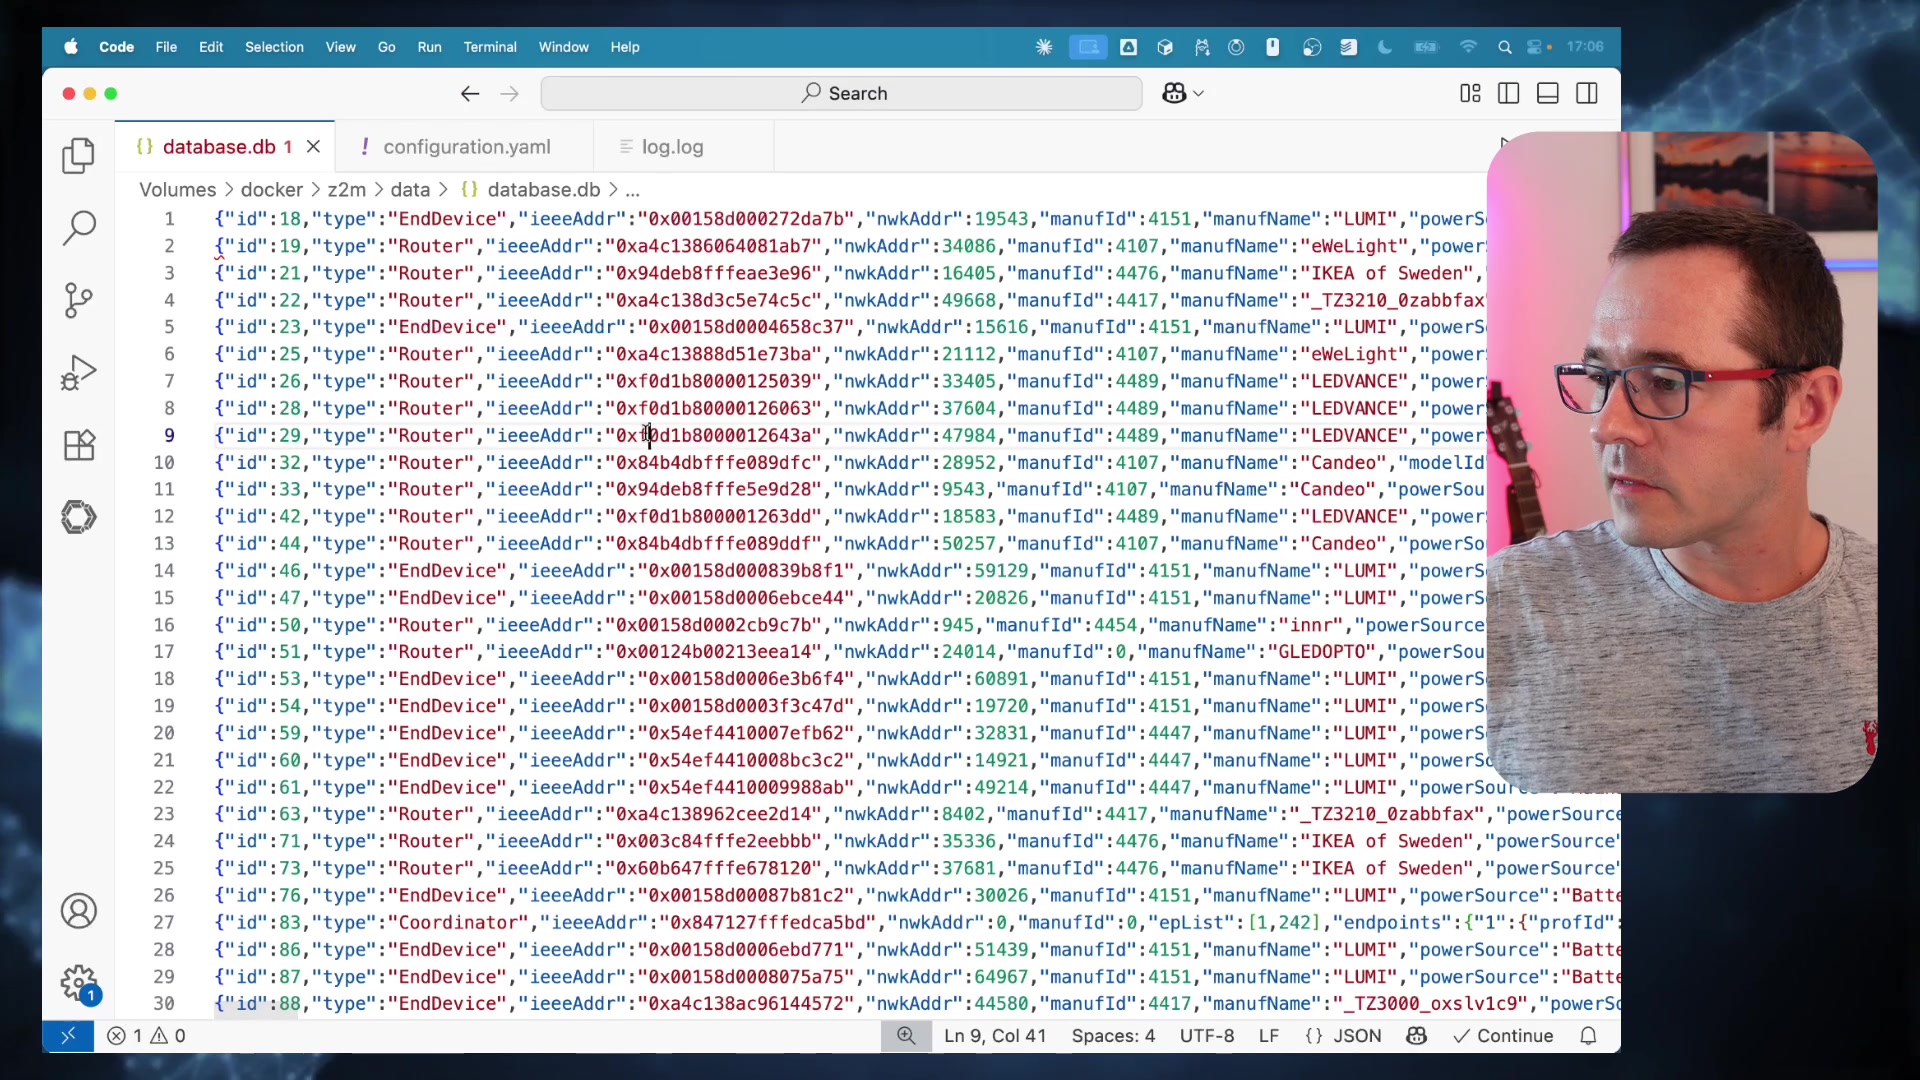 Code File Edit Selection View Go Run Terminal Window Help 17:06
Search
{} database.db 1 × ! configuration.yaml log.log
Volumes > docker > z2m > data > {} database.db > ...
1 {"id":18,"type":"EndDevice","ieeeAddr":"0x00158d000272da7b","nwkAddr":19543,"manufId":4151,"manufName":"LUMI","powerSo
2 {"id":19,"type":"Router","ieeeAddr":"0xa4c1386064081ab7","nwkAddr":34086,"manufId":4107,"manufName":"eWeLight","power
3 {"id":21,"type":"Router","ieeeAddr":"0x94deb8fffeae3e96","nwkAddr":16405,"manufId":4476,"manufName":"IKEA of Sweden",
4 {"id":22,"type":"Router","ieeeAddr":"0xa4c138d3c5e74c5c","nwkAddr":49668,"manufId":4417,"manufName":"_TZ3210_0zabbfax"
5 {"id":23,"type":"EndDevice","ieeeAddr":"0x00158d0004658c37","nwkAddr":15616,"manufId":4151,"manufName":"LUMI","powerS
6 {"id":25,"type":"Router","ieeeAddr":"0xa4c13888d51e73ba","nwkAddr":21112,"manufId":4107,"manufName":"eWeLight","powerS
7 {"id":26,"type":"Router","ieeeAddr":"0xf0d1b80000125039","nwkAddr":33405,"manufId":4489,"manufName":"LEDVANCE","powerS
8 {"id":28,"type":"Router","ieeeAddr":"0xf0d1b80000126063","nwkAddr":37604,"manufId":4489,"manufName":"LEDVANCE","powerS
9 {"id":29,"type":"Router","ieeeAddr":"0xf0d1b8000012643a","nwkAddr":47984,"manufId":4489,"manufName":"LEDVANCE","powerS
10 {"id":32,"type":"Router","ieeeAddr":"0x84b4dbfffe089dfc","nwkAddr":28952,"manufId":4107,"manufName":"Candeo","modelId"
11 {"id":33,"type":"Router","ieeeAddr":"0x94deb8fffe5e9d28","nwkAddr":9543,"manufId":4107,"manufName":"Candeo","powerSou
12 {"id":42,"type":"Router","ieeeAddr":"0xf0d1b800001263dd","nwkAddr":18583,"manufId":4489,"manufName":"LEDVANCE","powerS
13 {"id":44,"type":"Router","ieeeAddr":"0x84b4dbfffe089ddf","nwkAddr":50257,"manufId":4107,"manufName":"Candeo","powerSo
14 {"id":46,"type":"EndDevice","ieeeAddr":"0x00158d000839b8f1","nwkAddr":59129,"manufId":4151,"manufName":"LUMI","powerS
15 {"id":47,"type":"EndDevice","ieeeAddr":"0x00158d0006ebce44","nwkAddr":20826,"manufId":4151,"manufName":"LUMI","powerS
16 {"id":50,"type":"Router","ieeeAddr":"0x00158d0002cb9c7b","nwkAddr":945,"manufId":4454,"manufName":"innr","powerSource
17 {"id":51,"type":"Router","ieeeAddr":"0x00124b00213eea14","nwkAddr":24014,"manufId":0,"manufName":"GLEDOPTO","powerSou
18 {"id":53,"type":"EndDevice","ieeeAddr":"0x00158d0006e3b6f4","nwkAddr":60891,"manufId":4151,"manufName":"LUMI","powerS
19 {"id":54,"type":"EndDevice","ieeeAddr":"0x00158d0003f3c47d","nwkAddr":19720,"manufId":4151,"manufName":"LUMI","powerS
20 {"id":59,"type":"EndDevice","ieeeAddr":"0x54ef4410007efb62","nwkAddr":32831,"manufId":4447,"manufName":"LUMI","powerS
21 {"id":60,"type":"EndDevice","ieeeAddr":"0x54ef4410008bc3c2","nwkAddr":14921,"manufId":4447,"manufName":"LUMI","powerS
22 {"id":61,"type":"EndDevice","ieeeAddr":"0x54ef4410009988ab","nwkAddr":49214,"manufId":4447,"manufName":"LUMI","powerSource
23 {"id":63,"type":"Router","ieeeAddr":"0xa4c138962cee2d14","nwkAddr":8402,"manufId":4417,"manufName":"_TZ3210_0zabbfax","powerSource
24 {"id":71,"type":"Router","ieeeAddr":"0x003c84fffe2eebbb","nwkAddr":35336,"manufId":4476,"manufName":"IKEA of Sweden","powerSource"
25 {"id":73,"type":"Router","ieeeAddr":"0x60b647fffe678120","nwkAddr":37681,"manufId":4476,"manufName":"IKEA of Sweden","powerSource"
26 {"id":76,"type":"EndDevice","ieeeAddr":"0x00158d00087b81c2","nwkAddr":30026,"manufId":4151,"manufName":"LUMI","powerSource":"Batte
27 {"id":83,"type":"Coordinator","ieeeAddr":"0x847127fffedca5bd","nwkAddr":0,"manufId":0,"epList":[1,242],"endpoints":{"1":{"profId":
28 {"id":86,"type":"EndDevice","ieeeAddr":"0x00158d0006ebd771","nwkAddr":51439,"manufId":4151,"manufName":"LUMI","powerSource":"Batte
29 {"id":87,"type":"EndDevice","ieeeAddr":"0x00158d0008075a75","nwkAddr":64967,"manufId":4151,"manufName":"LUMI","powerSource":"Batte
30 {"id":88,"type":"EndDevice","ieeeAddr":"0xa4c138ac96144572","nwkAddr":44580,"manufId":4417,"manufName":"_TZ3000_oxslv1c9","powerSo
1
1 0 Ln 9, Col 41 Spaces: 4 UTF-8 LF {} JSON Continue